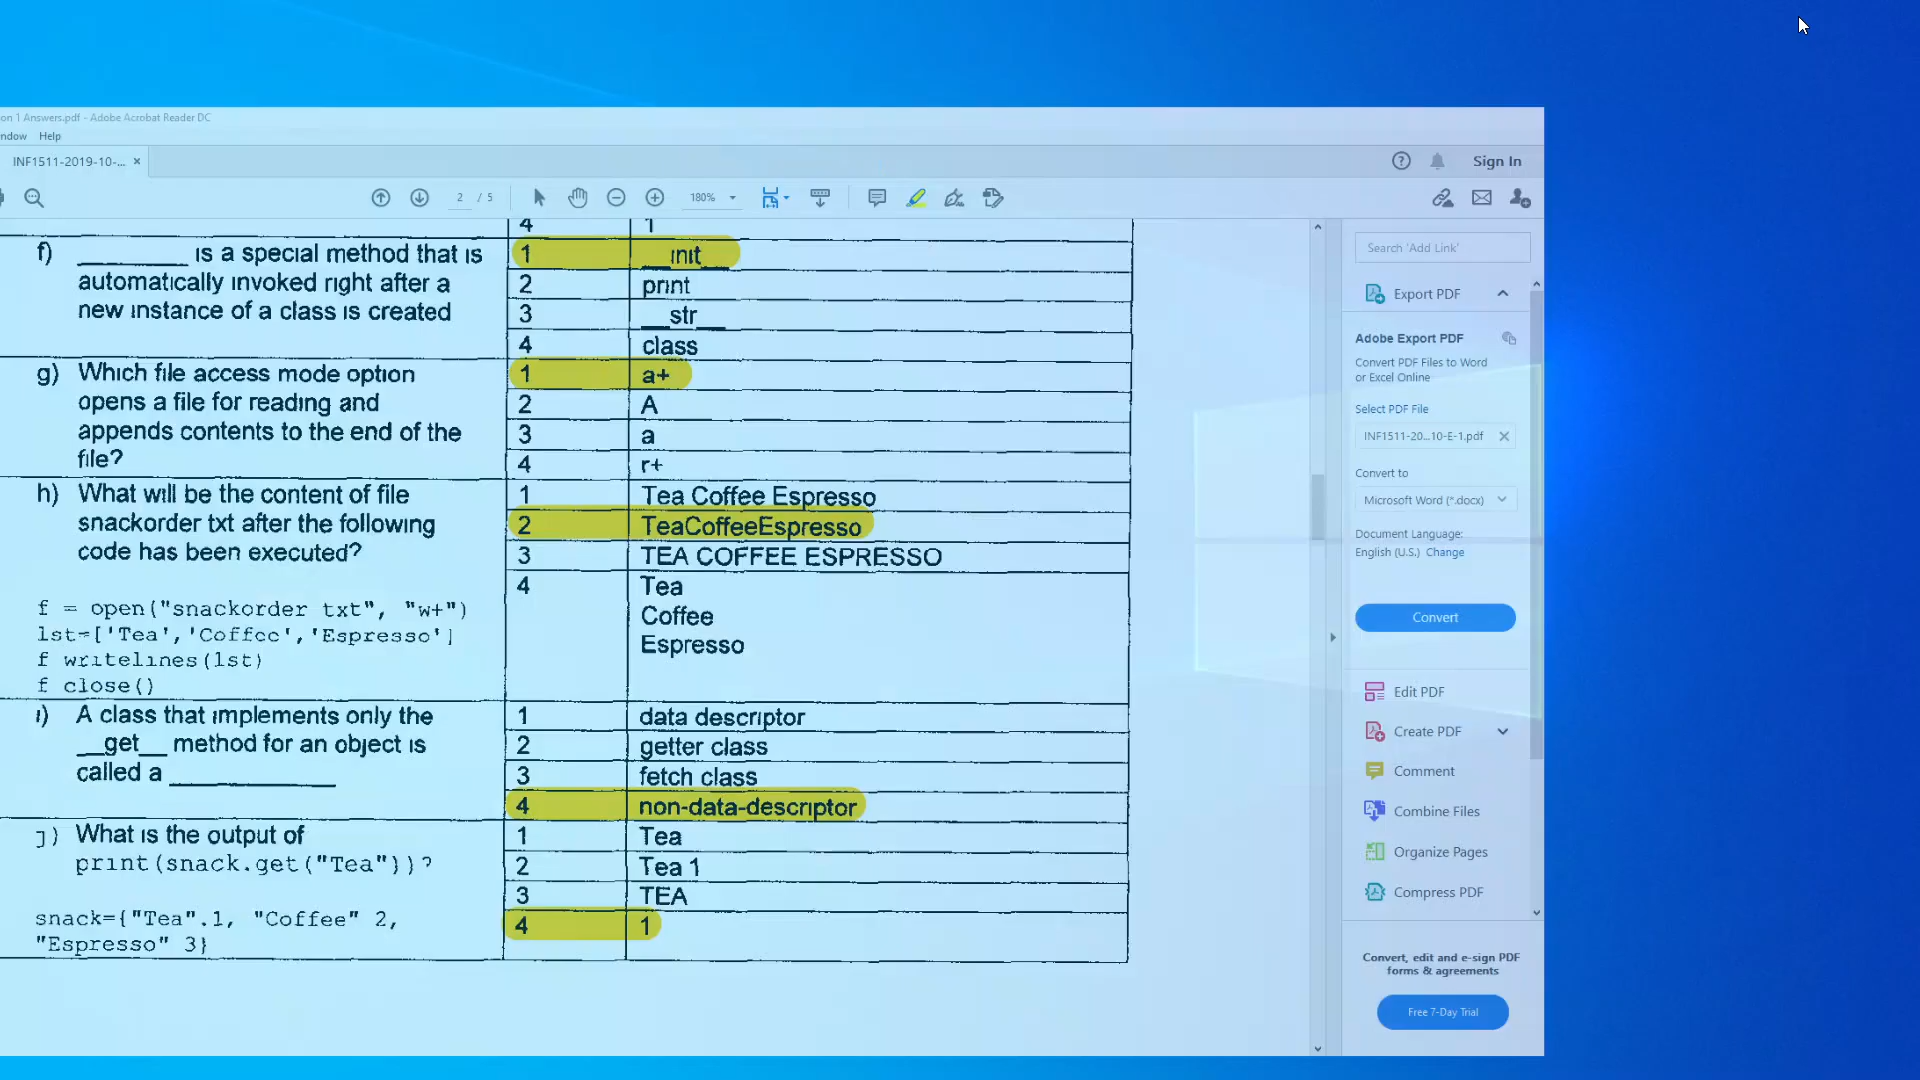 on 1 Answers.pdf - Adobe Acrobat Reader DC
indow Help
INF1511-2019-10-... ×
Sign In
2 / 5 180%
4 1
f) ________ is a special method that is
automatically invoked right after a
new instance of a class is created
1 __init__
2 print
3 __str__
4 class
g) Which file access mode option
opens a file for reading and
appends contents to the end of the
file?
1 a+
2 A
3 a
4 r+
h) What will be the content of file
snackorder txt after the following
code has been executed?
f = open("snackorder txt", "w+")
lst=['Tea','Coffee','Espresso']
f writelines(lst)
f close()
1 Tea Coffee Espresso
2 TeaCoffeeEspresso
3 TEA COFFEE ESPRESSO
4 Tea
Coffee
Espresso
i) A class that implements only the
__get__ method for an object is
called a ____________
1 data descriptor
2 getter class
3 fetch class
4 non-data-descriptor
j) What is the output of
print(snack.get("Tea"))?
snack={"Tea".1, "Coffee" 2,
"Espresso" 3}
1 Tea
2 Tea 1
3 TEA
4 1
Search 'Add Link'
Export PDF
Adobe Export PDF
Convert PDF Files to Word
or Excel Online
Select PDF File
INF1511-20...10-E-1.pdf ×
Convert to
Microsoft Word (*.docx)
Document Language:
English (U.S.) Change
Convert
Edit PDF
Create PDF
Comment
Combine Files
Organize Pages
Compress PDF
Convert, edit and e-sign PDF
forms & agreements
Free 7-Day Trial